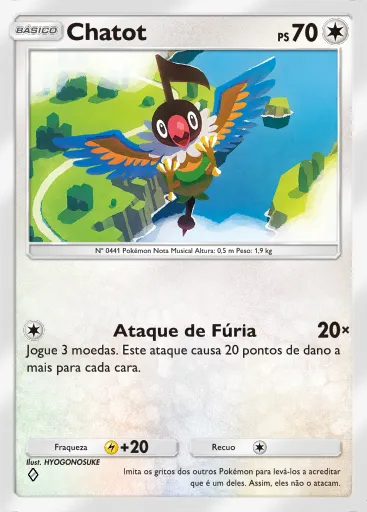 BÁSICO Chatot PS 70
Nº 0441 Pokémon Nota Musical Altura: 0,5 m Peso: 1,9 kg
Ataque de Fúria 20×
Jogue 3 moedas. Este ataque causa 20 pontos de dano a
mais para cada cara.
Fraqueza +20 Recuo
Ilust. HYOGONOSUKE
Imita os gritos dos outros Pokémon para levá-los a acreditar
que é um deles. Assim, eles não o atacam.